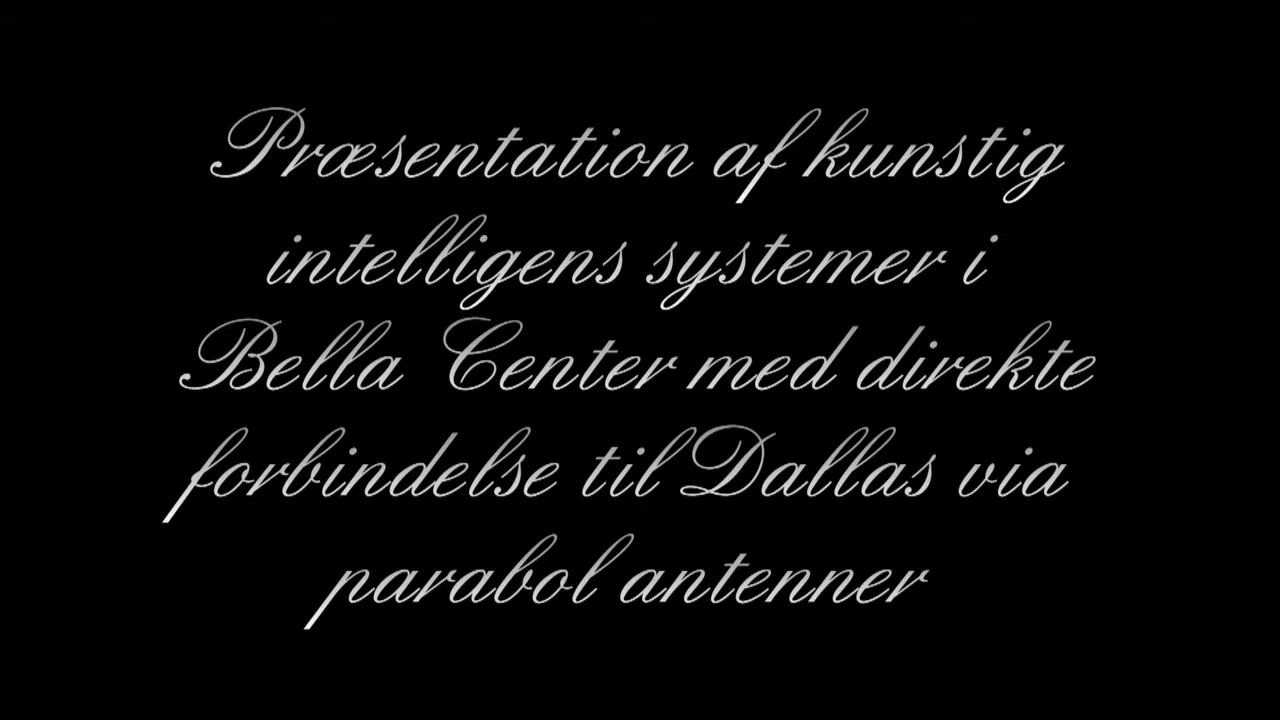 Præsentation af kunstig
intelligens systemer i
Bella Center med direkte
forbindelse til Dallas via
parabol antenner